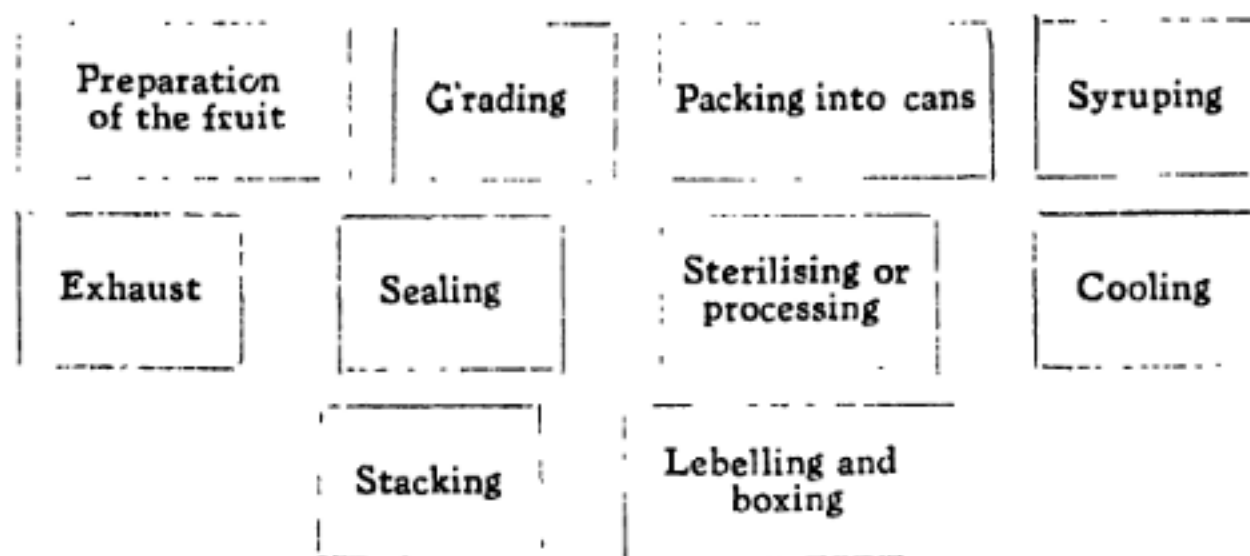 Preparation
of the fruit
Grading
Packing into cans
Syruping
Exhaust
Sealing
Sterilising or
processing
Cooling
Stacking
Lebelling and
boxing